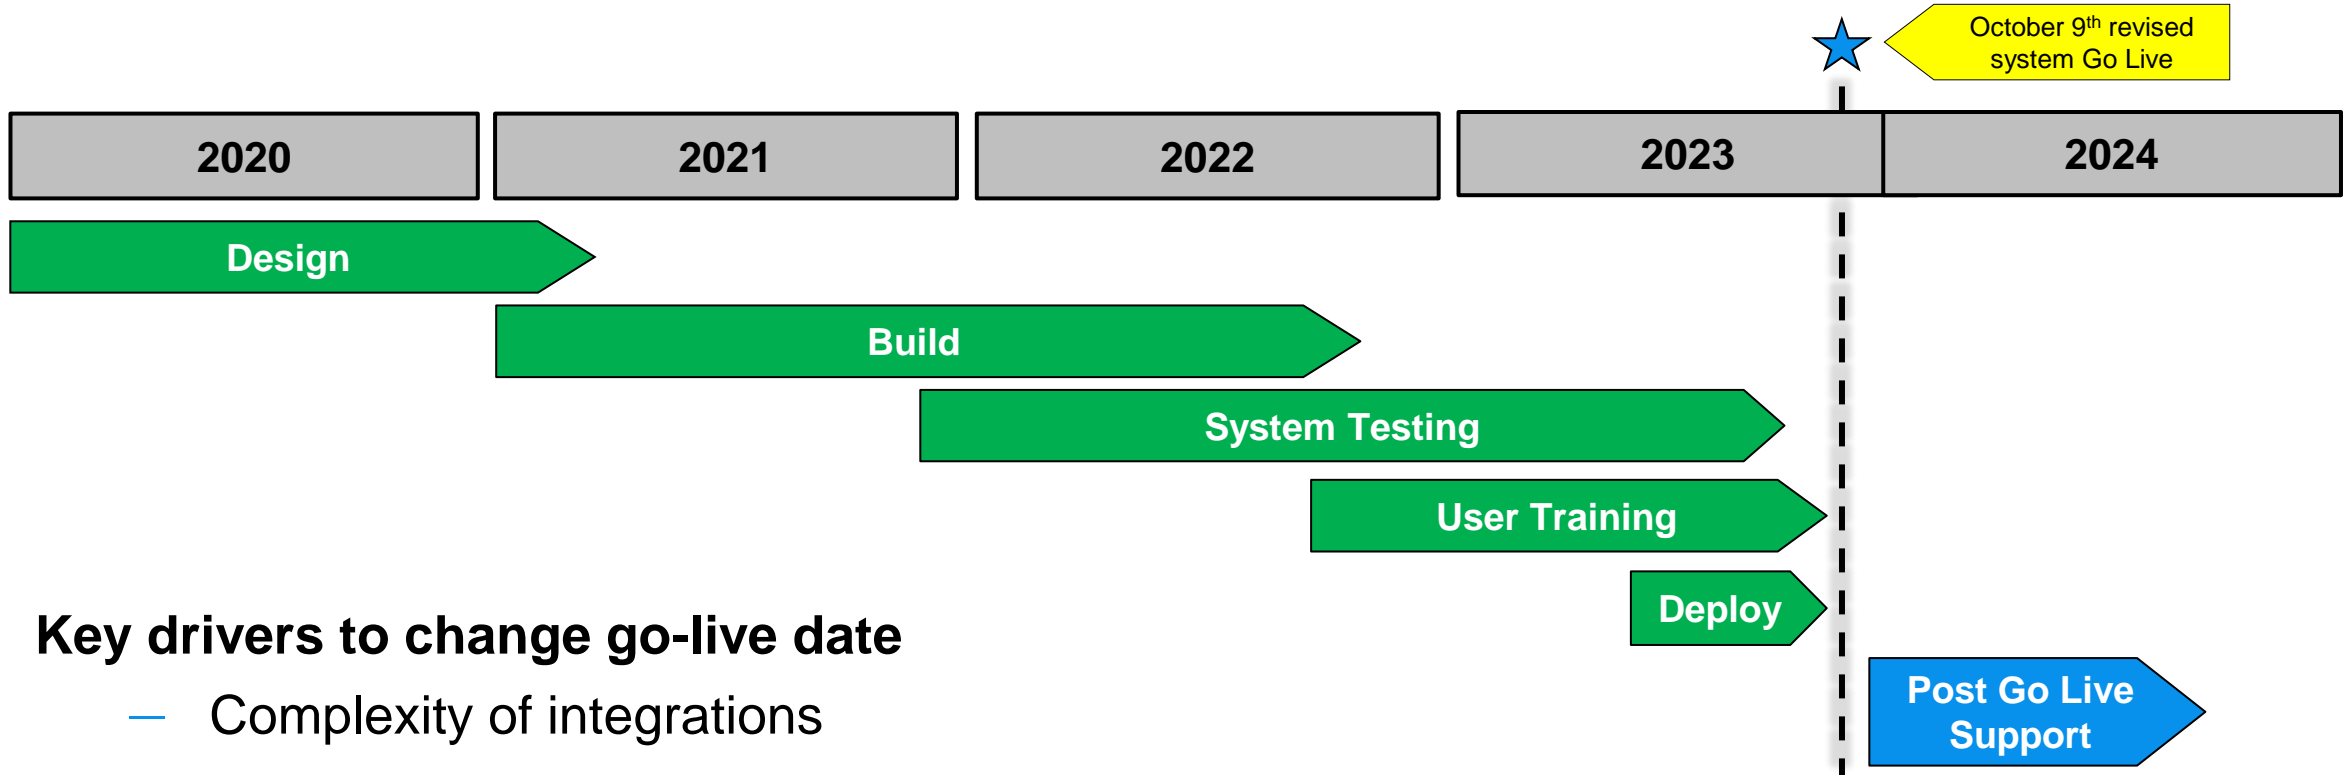 October 9th revised
system Go Live
2020
2021
2022
2023
2024
Design
Build
System Testing
User Training
Deploy
Key drivers to change go-live date
— Complexity of integrations
Post Go Live
Support